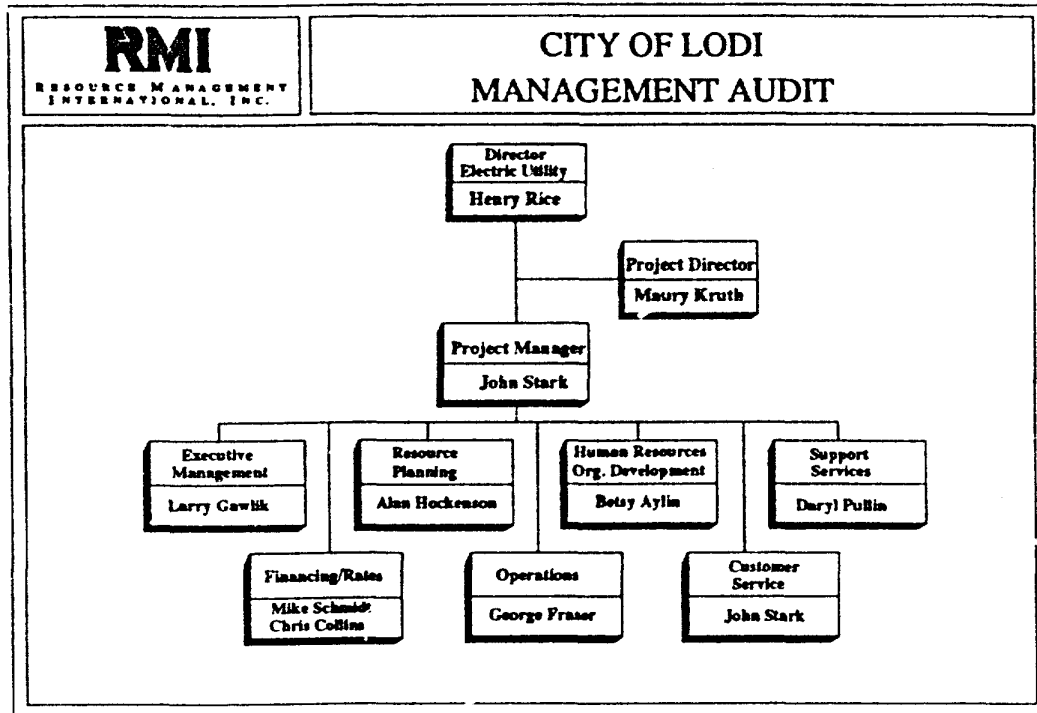 RMI
RESOURCE MANAGEMENT
INTERNATIONAL, INC.
CITY OF LODI
MANAGEMENT AUDIT
Director
Electric Utility
Henry Rice
Project Director
Maury Kruth
Project Manager
John Stark
Executive
Management
Larry Gawlik
Resource
Planning
Alan Hockenson
Human Resources
Org. Development
Betsy Aylin
Support
Services
Daryl Pullin
Financing/Rates
Mike Schmidt
Chris Collins
Operations
George Fraser
Customer
Service
John Stark